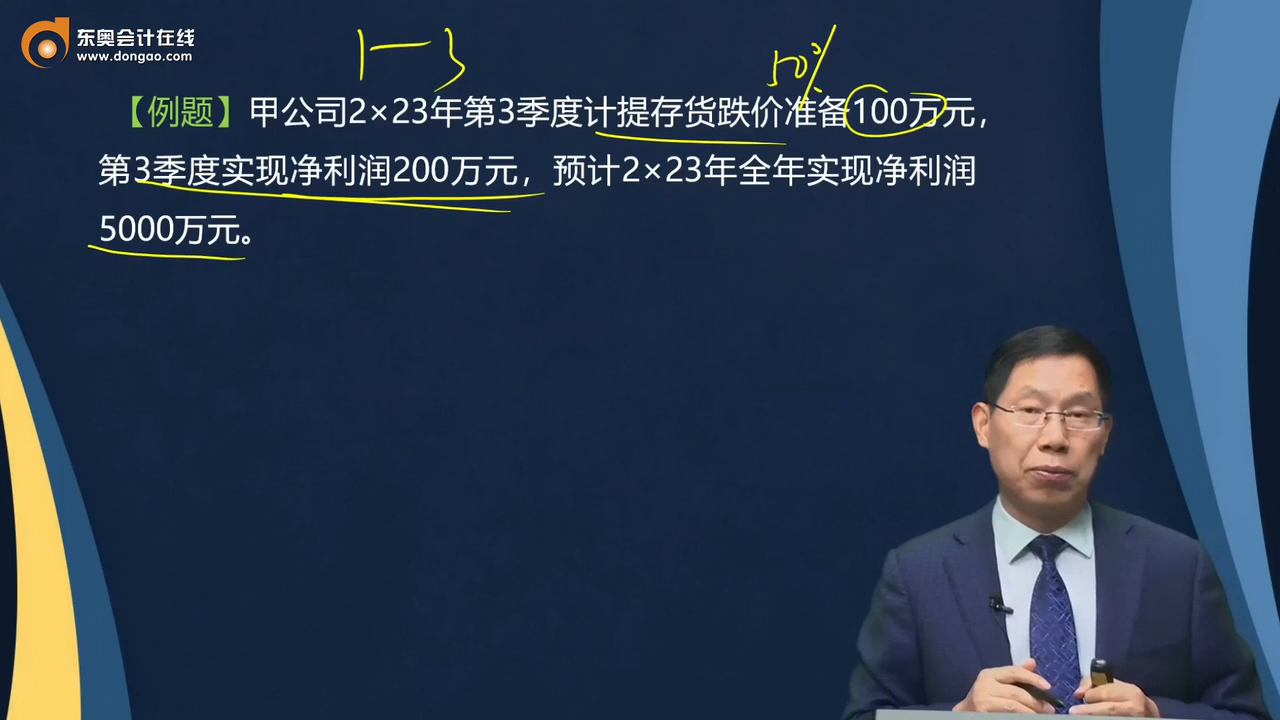 东奥会计在线
www.dongao.com
1—3
50%
【例题】甲公司2×23年第3季度计提存货跌价准备100万元，
第3季度实现净利润200万元，预计2×23年全年实现净利润
5000万元。